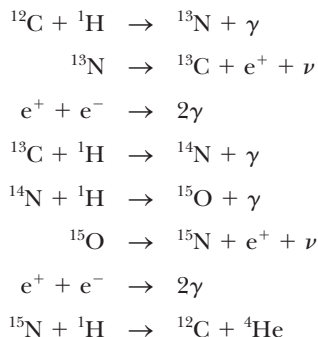 ¹²C + ¹H → ¹³N + γ
¹³N → ¹³C + e⁺ + ν
e⁺ + e⁻ → 2γ
¹³C + ¹H → ¹⁴N + γ
¹⁴N + ¹H → ¹⁵O + γ
¹⁵O → ¹⁵N + e⁺ + ν
e⁺ + e⁻ → 2γ
¹⁵N + ¹H → ¹²C + ⁴He